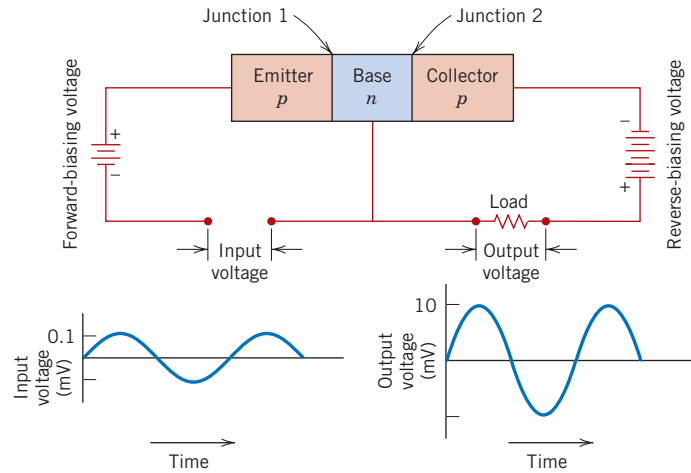 Junction 1
Junction 2
Emitter
p
Base
n
Collector
p
Forward-biasing voltage
+
–
Reverse-biasing voltage
–
+
Load
Input
voltage
Output
voltage
Input
voltage
(mV)
0.1
Time
Output
voltage
(mV)
10
Time